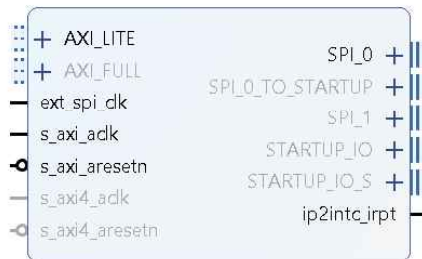 AXI_LITE
AXI_FULL
ext_spi_clk
s_axi_aclk
s_axi_aresetn
s_axi4_aclk
s_axi4_aresetn
SPI_0
SPI_0_TO_STARTUP
SPI_1
STARTUP_IO
STARTUP_IO_S
ip2intc_irpt